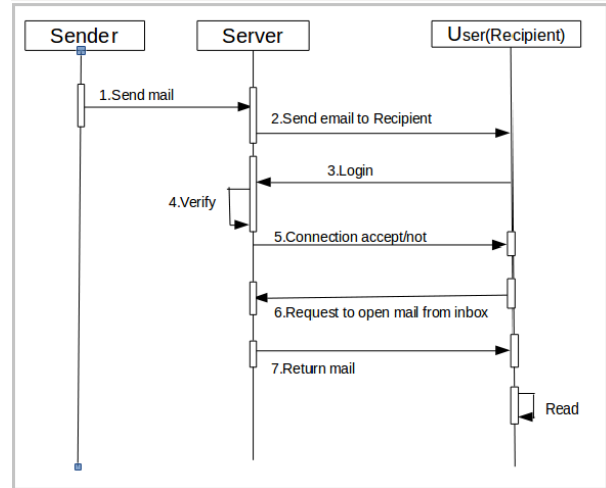 Sender
Server
User(Recipient)
1.Send mail
2.Send email to Recipient
3.Login
4.Verify
5.Connection accept/not
6.Request to open mail from inbox
7.Return mail
Read